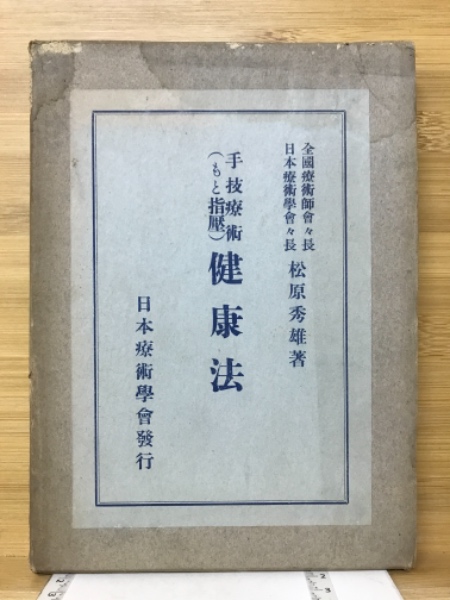 全國療術師會々長
日本療術學會々長
松原秀雄著
手技療術
(もと指壓)
健康法
日本療術學會發行